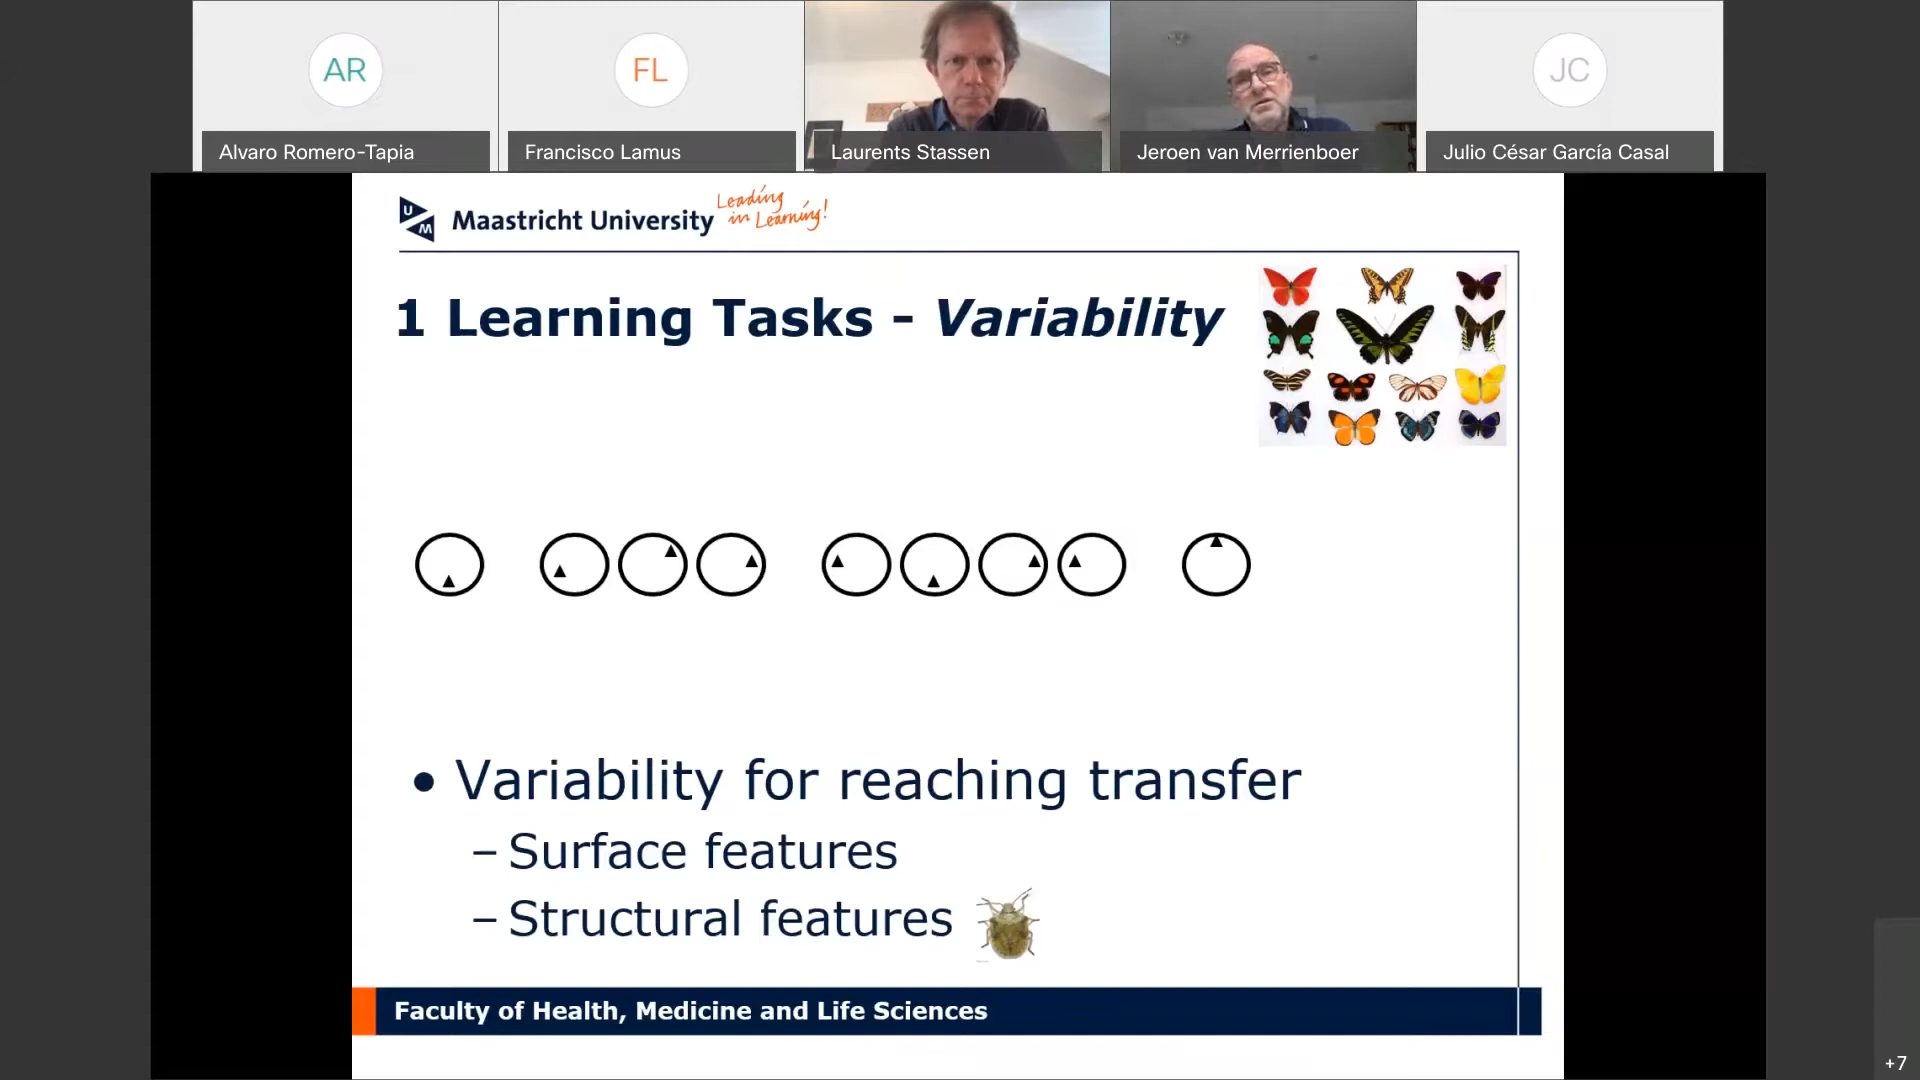 AR
FL
JC
Alvaro Romero-Tapia
Francisco Lamus
Laurents Stassen
Jeroen van Merrienboer
Julio César García Casal
U
M
Maastricht University
Leading
in Learning!
1 Learning Tasks - Variability
• Variability for reaching transfer
– Surface features
– Structural features
Faculty of Health, Medicine and Life Sciences
+7